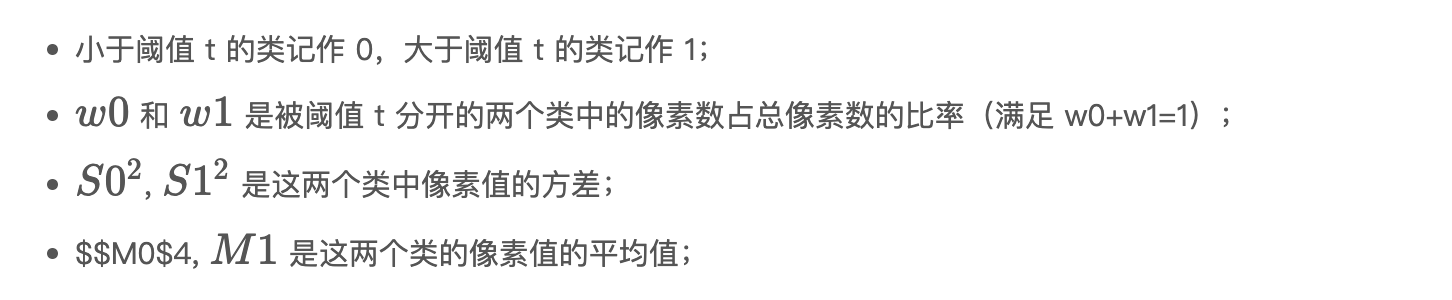 • 小于阈值 t 的类记作 0，大于阈值 t 的类记作 1；
• w0 和 w1 是被阈值 t 分开的两个类中的像素数占总像素数的比率（满足 w0+w1=1）；
• S0², S1² 是这两个类中像素值的方差；
• $$M0$4, M1 是这两个类的像素值的平均值；